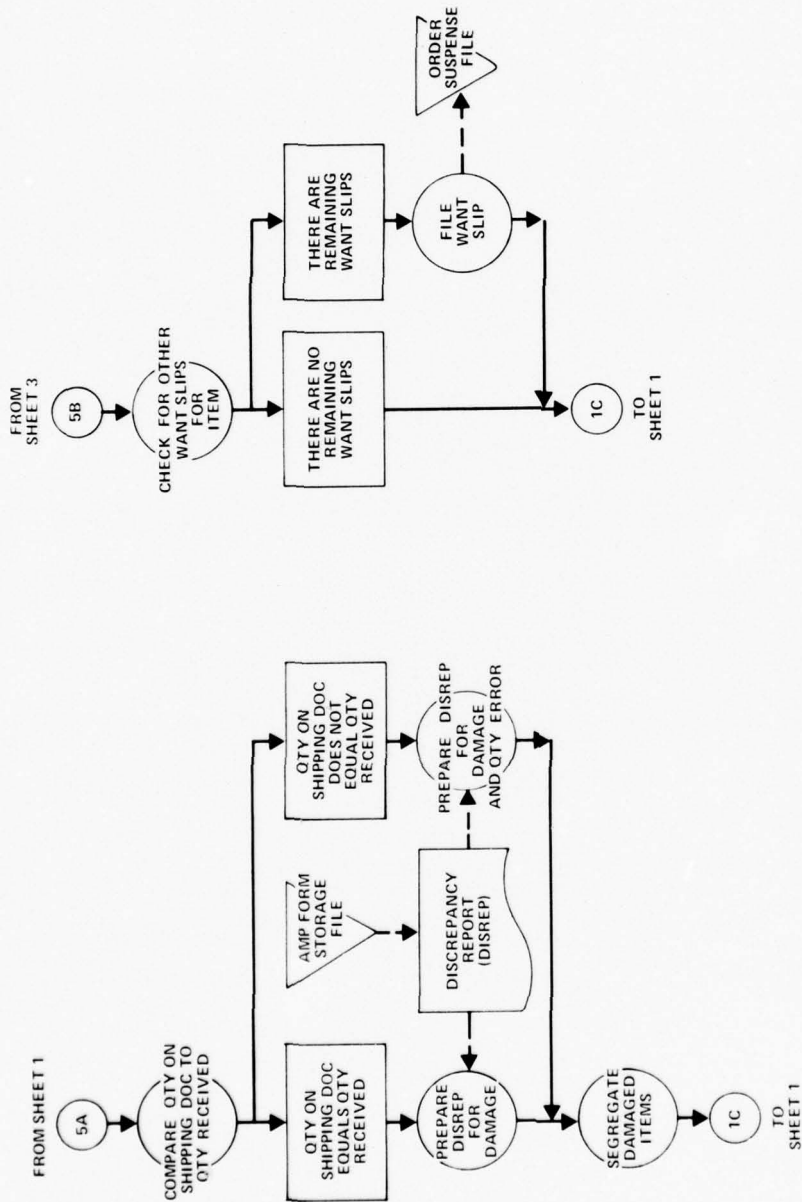 FROM SHEET 1
5A
COMPARE QTY ON
SHIPPING DOC TO
QTY RECEIVED
QTY ON
SHIPPING DOC
EQUALS QTY
RECEIVED
QTY ON
SHIPPING DOC
DOES NOT
EQUAL QTY
RECEIVED
AMP FORM
STORAGE
FILE
DISCREPANCY
REPORT
(DISREP)
PREPARE
DISREP
FOR
DAMAGE
PREPARE DISREP
FOR
DAMAGE
AND QTY ERROR
SEGREGATE
DAMAGED
ITEMS
1C
TO
SHEET 1
FROM
SHEET 3
5B
CHECK FOR OTHER
WANT SLIPS
FOR
ITEM
THERE ARE NO
REMAINING
WANT SLIPS
THERE ARE
REMAINING
WANT SLIPS
FILE
WANT
SLIP
ORDER
SUSPENSE
FILE
1C
TO
SHEET 1